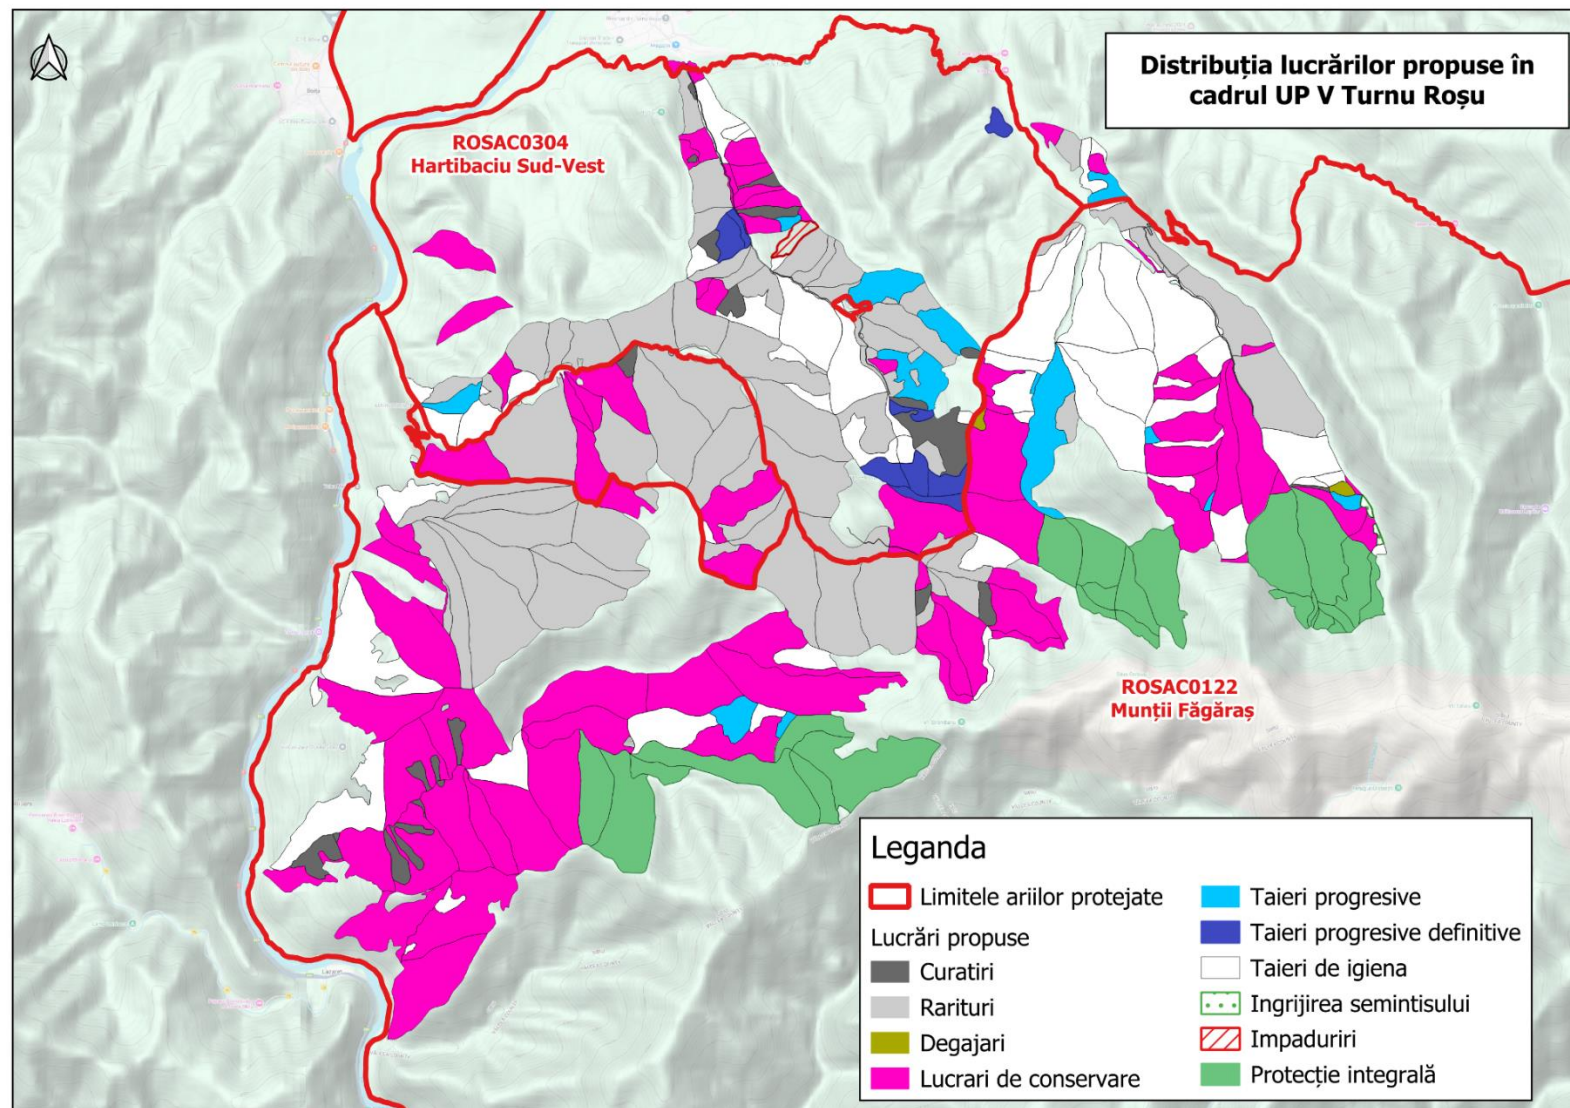 Distribuția lucrărilor propuse în
cadrul UP V Turnu Roșu
ROSAC0304
Hartibaciu Sud-Vest
ROSAC0122
Munții Făgăraș
Leganda
Limitele ariilor protejate
Lucrări propuse
Curatiri
Rarituri
Degajari
Lucrari de conservare
Taieri progresive
Taieri progresive definitive
Taieri de igiena
Ingrijirea semintisului
Impaduriri
Protecție integrală